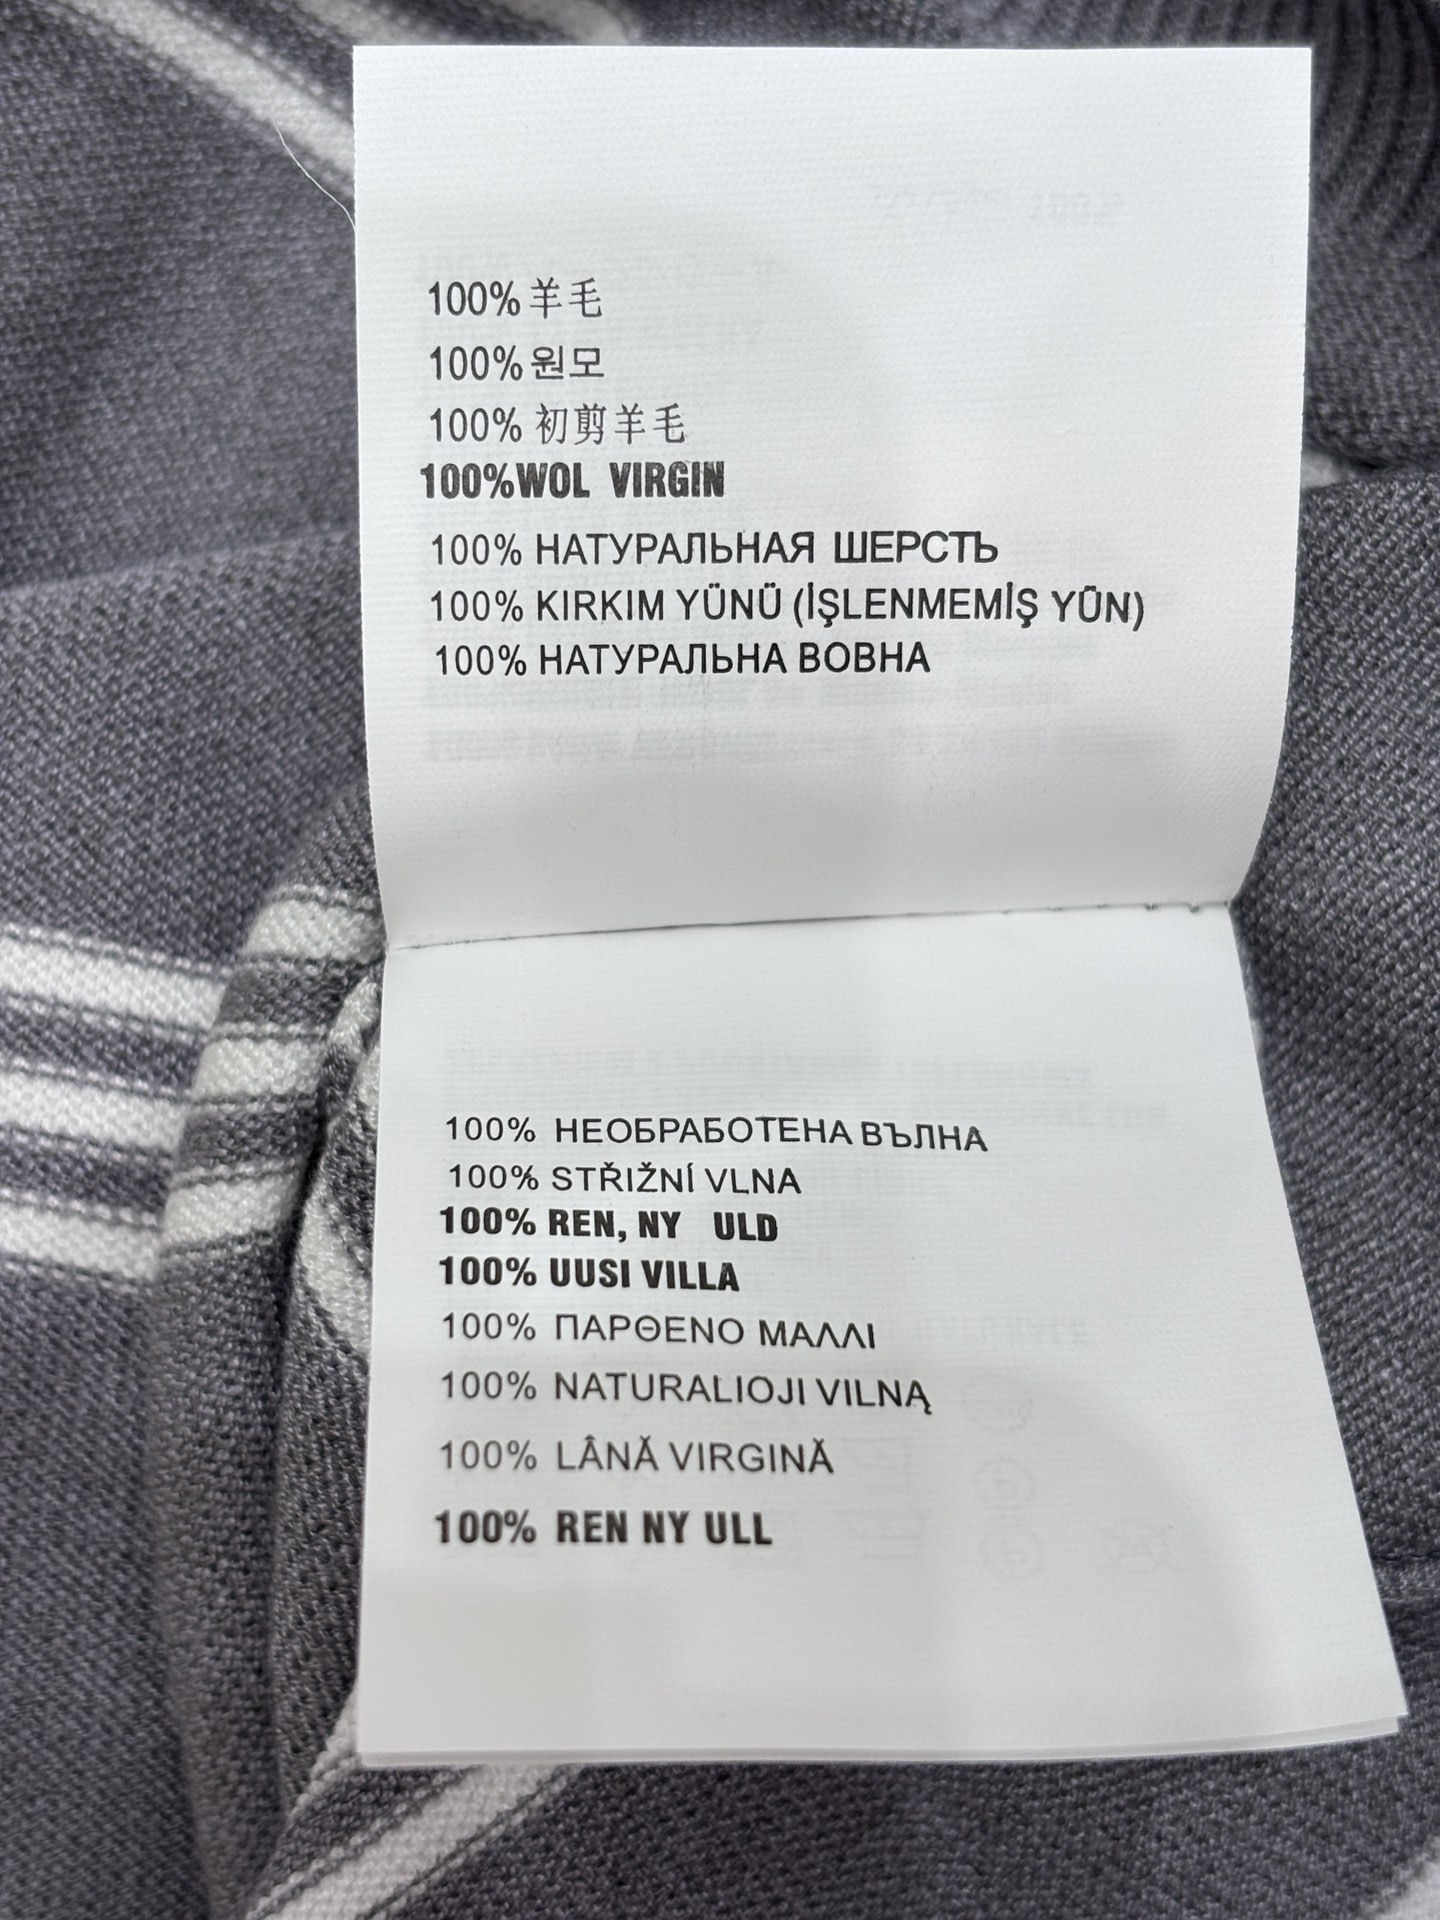 100% 羊毛
100% 원모
100% 初剪羊毛
100%WOL VIRGIN
100% НАТУРАЛЬНАЯ ШЕРСТЬ
100% KIRKIM YÜNÜ (İŞLENMEMİŞ YÜN)
100% НАТУРАЛЬНА ВОВНА
100% НЕОБРАБОТЕНА ВЪЛНА
100% STŘIŽNÍ VLNA
100% REN, NY ULD
100% UUSI VILLA
100% ΠΑΡΘΕΝΟ ΜΑΛΛΙ
100% NATURALIOJI VILNĄ
100% LÂNĂ VIRGINĂ
100% REN NY ULL